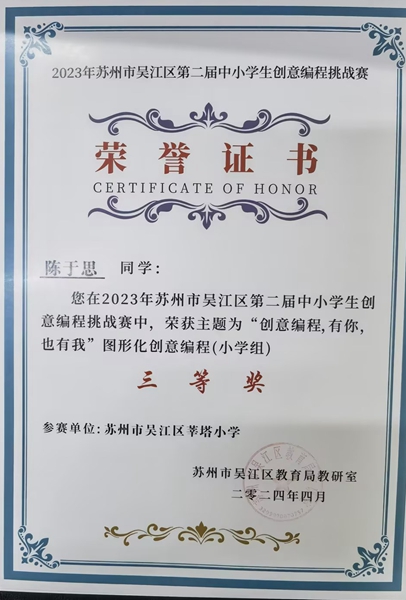 2023年苏州市吴江区第二届中小学生创意编程挑战赛
荣誉证书
CERTIFICATE OF HONOR
陈于思 同学：
您在2023年苏州市吴江区第二届中小学生创
意编程挑战赛中，荣获主题为“创意编程,有你，
也有我”图形化创意编程(小学组)
三等奖
参赛单位:苏州市吴江区莘塔小学
苏州市吴江区教育局教研室
二零二四年四月